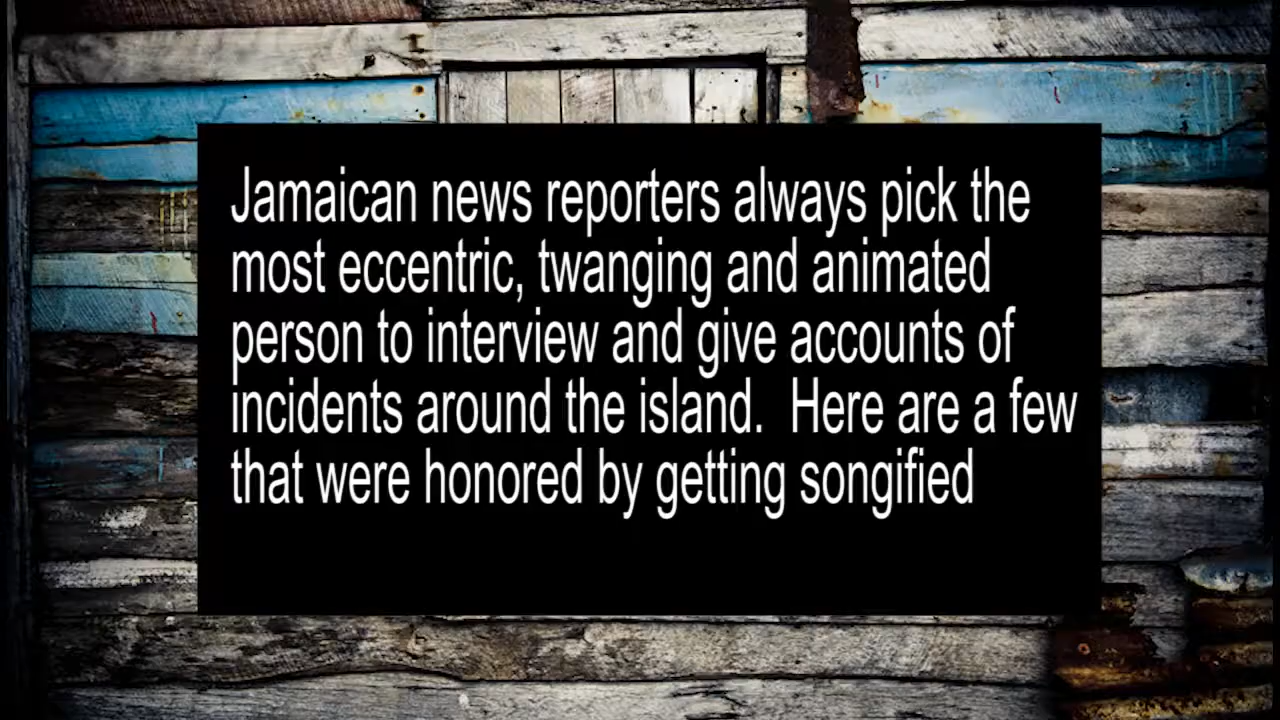 Jamaican news reporters always pick the
most eccentric, twanging and animated
person to interview and give accounts of
incidents around the island.  Here are a few
that were honored by getting songified